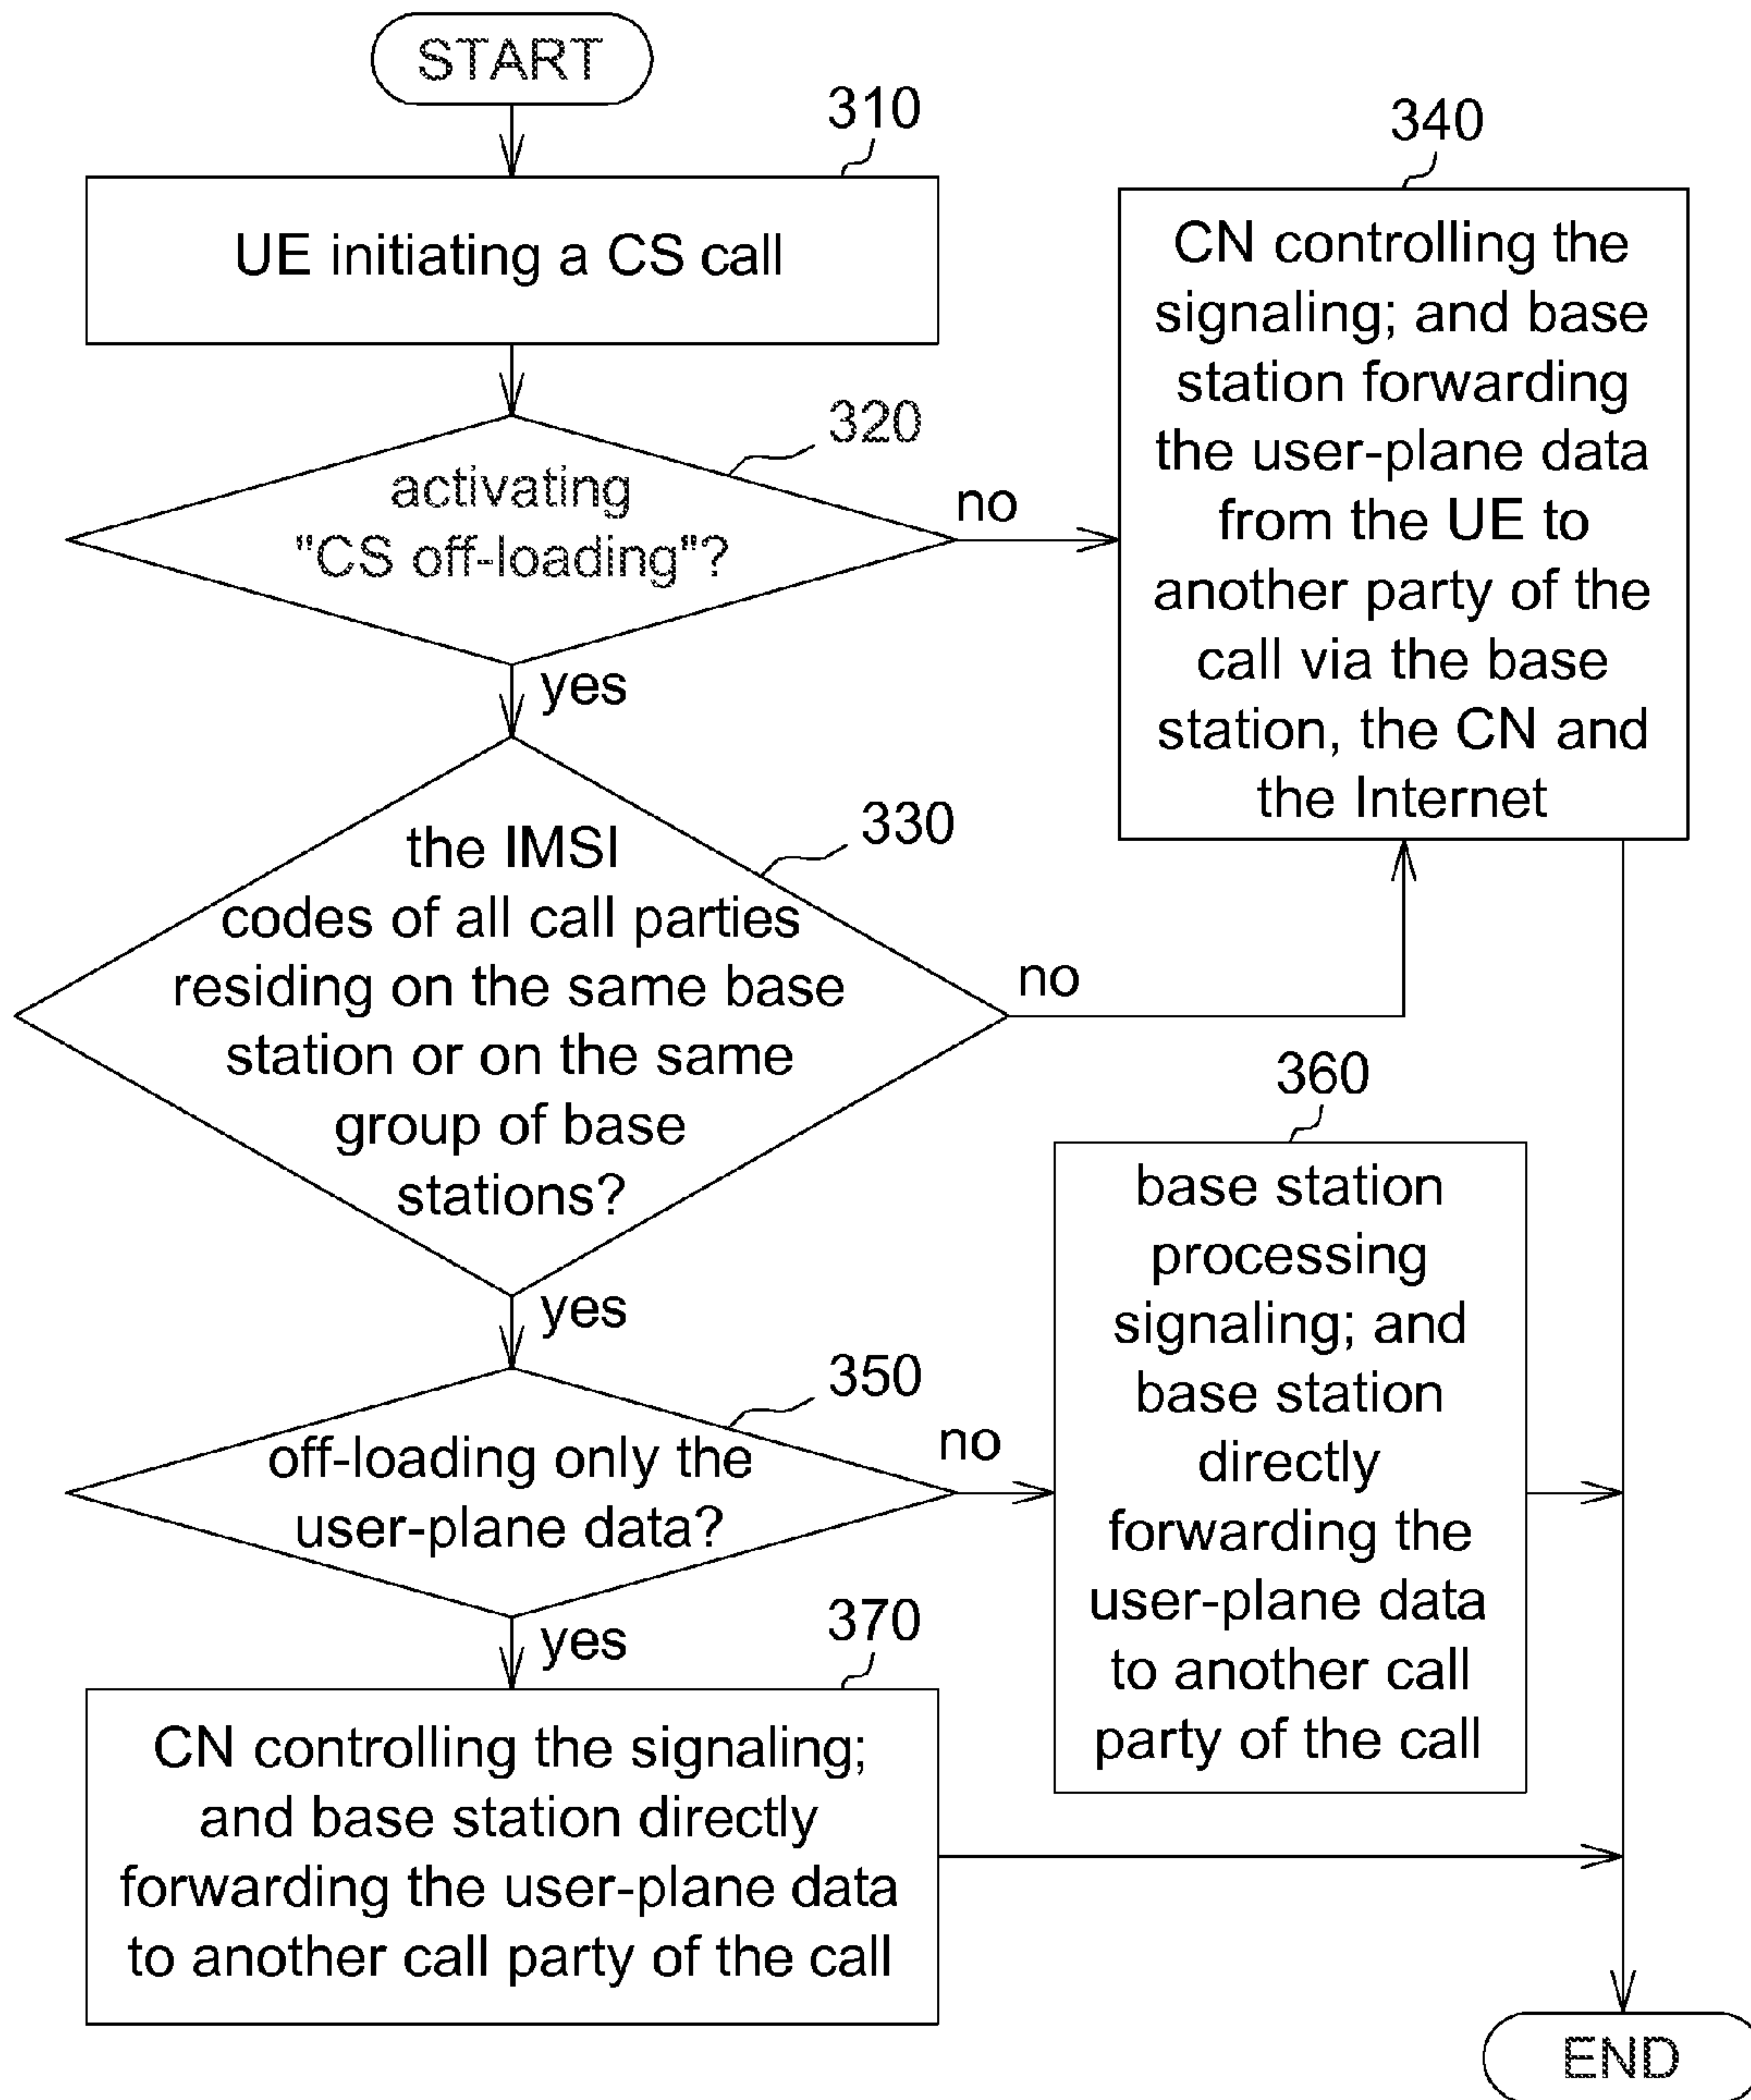 START
310
UE initiating a CS call
320
activating
"CS off-loading"?
no
yes
340
CN controlling the
signaling; and base
station forwarding
the user-plane data
from the UE to
another party of the
call via the base
station, the CN and
the Internet
330
the IMSI
codes of all call parties
residing on the same base
station or on the same
group of base
stations?
no
yes
350
off-loading only the
user-plane data?
no
yes
360
base station
processing
signaling; and
base station
directly
forwarding the
user-plane data
to another call
party of the call
370
CN controlling the signaling;
and base station directly
forwarding the user-plane data
to another call party of the call
END